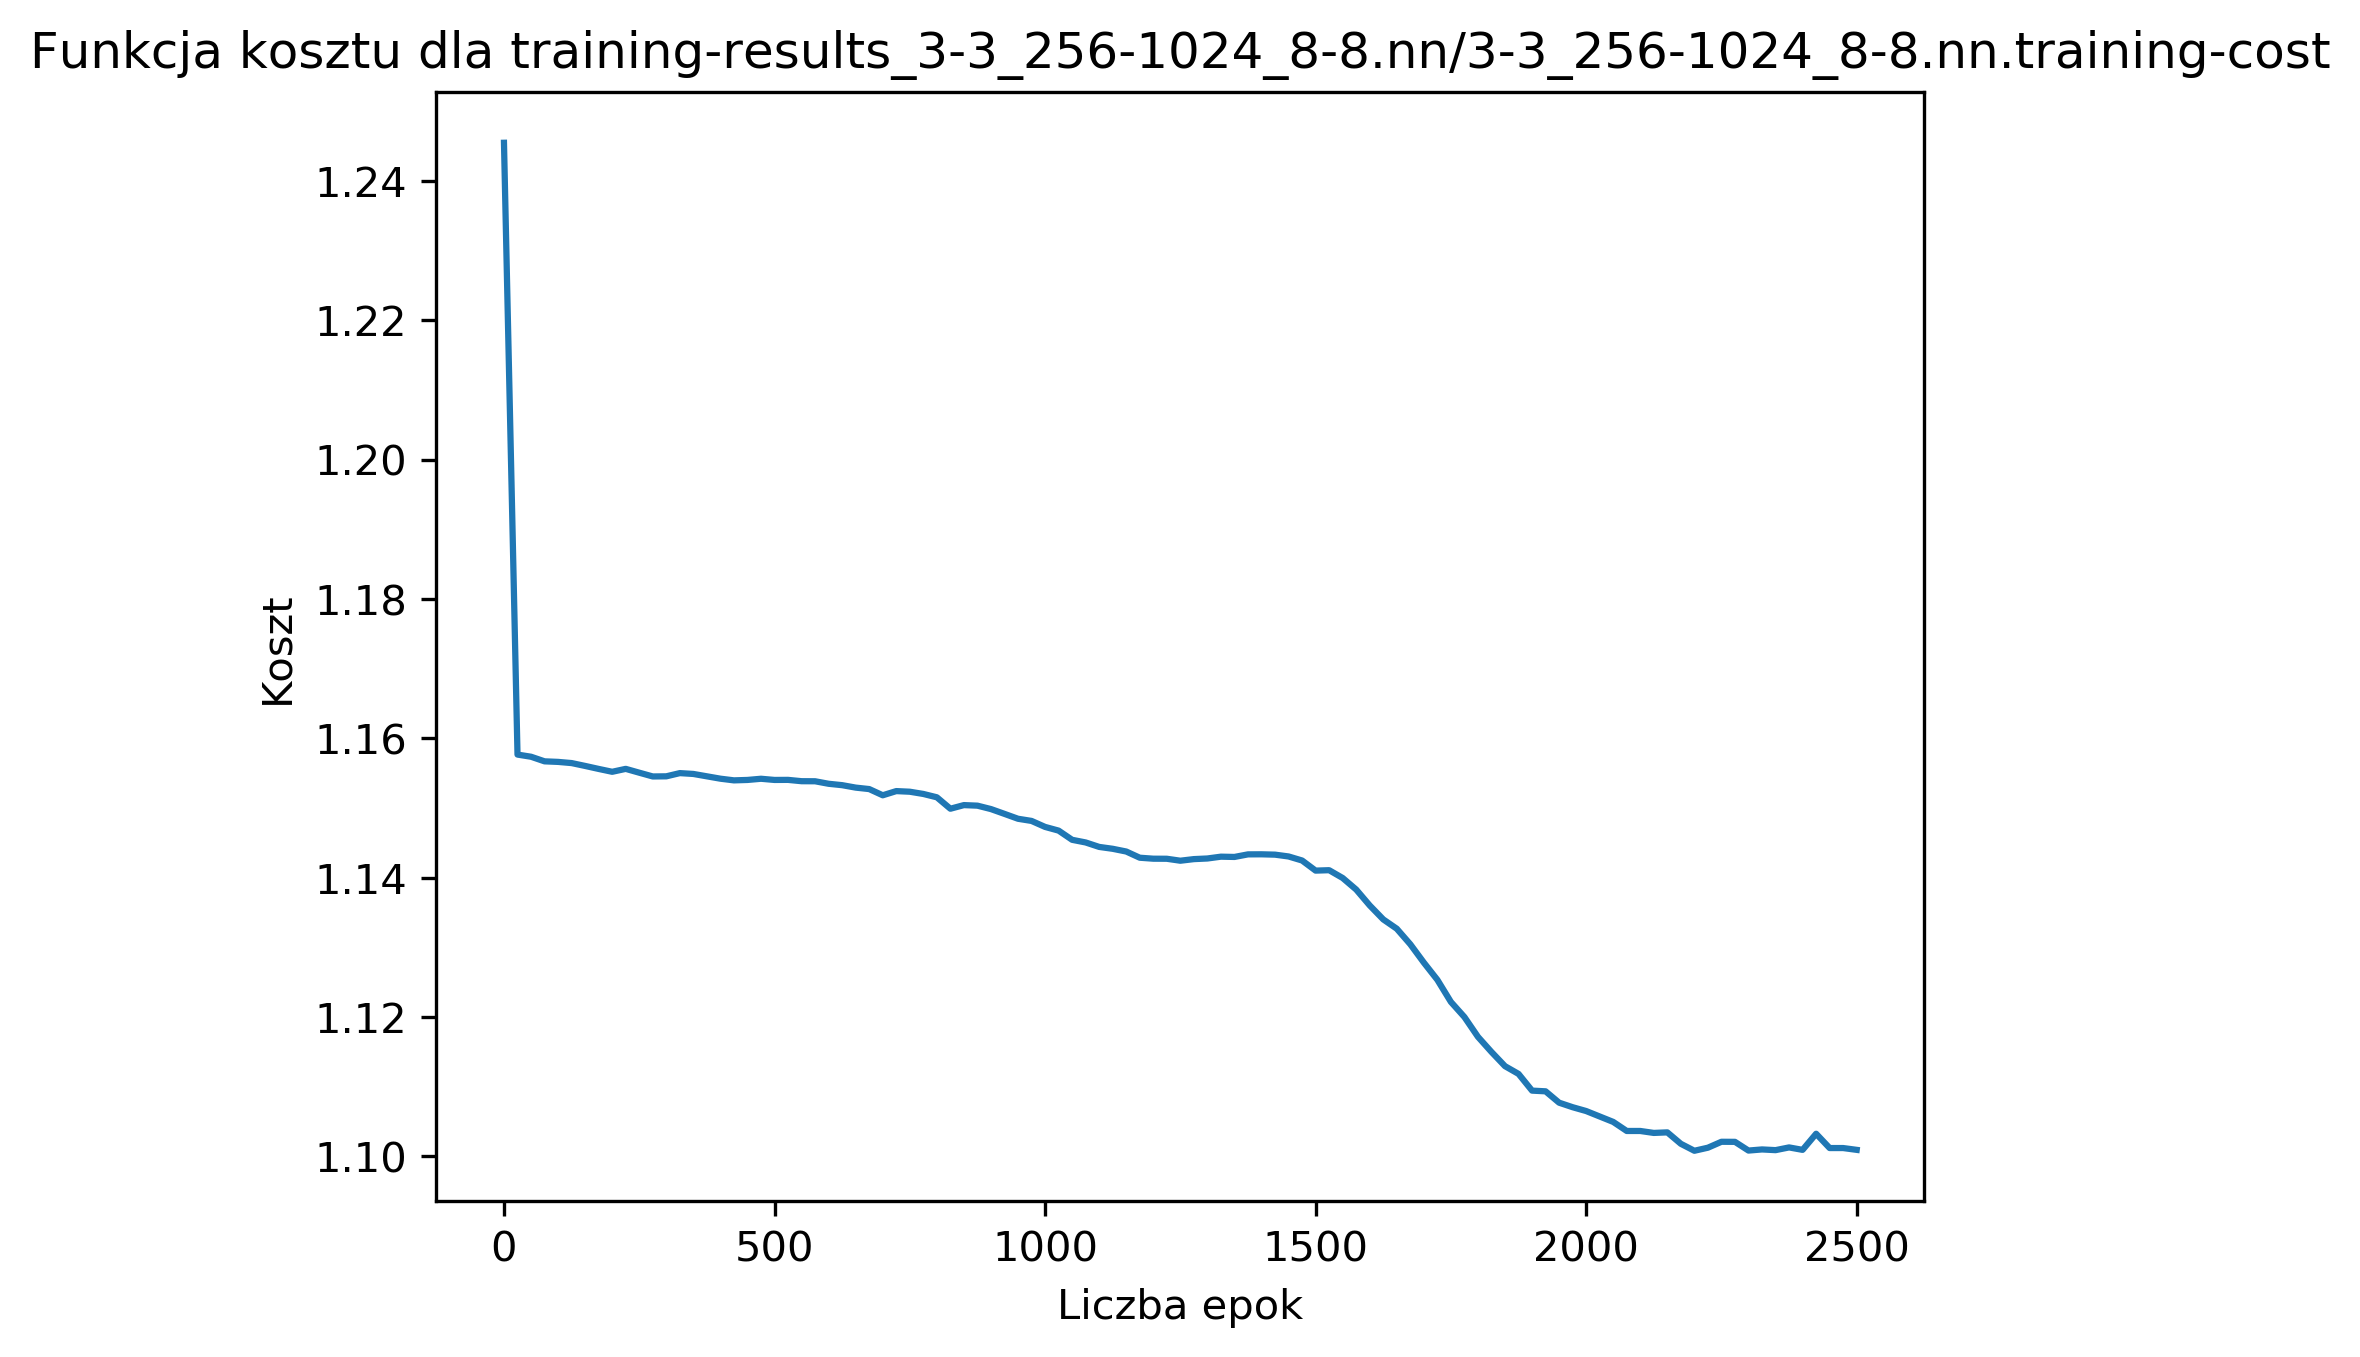 Funkcja kosztu dla training-results_3-3_256-1024_8-8.nn/3-3_256-1024_8-8.nn.training-cost
1.24
1.22
1.20
1.18
1.16
1.14
1.12
1.10
Koszt
0 500 1000 1500 2000 2500
Liczba epok